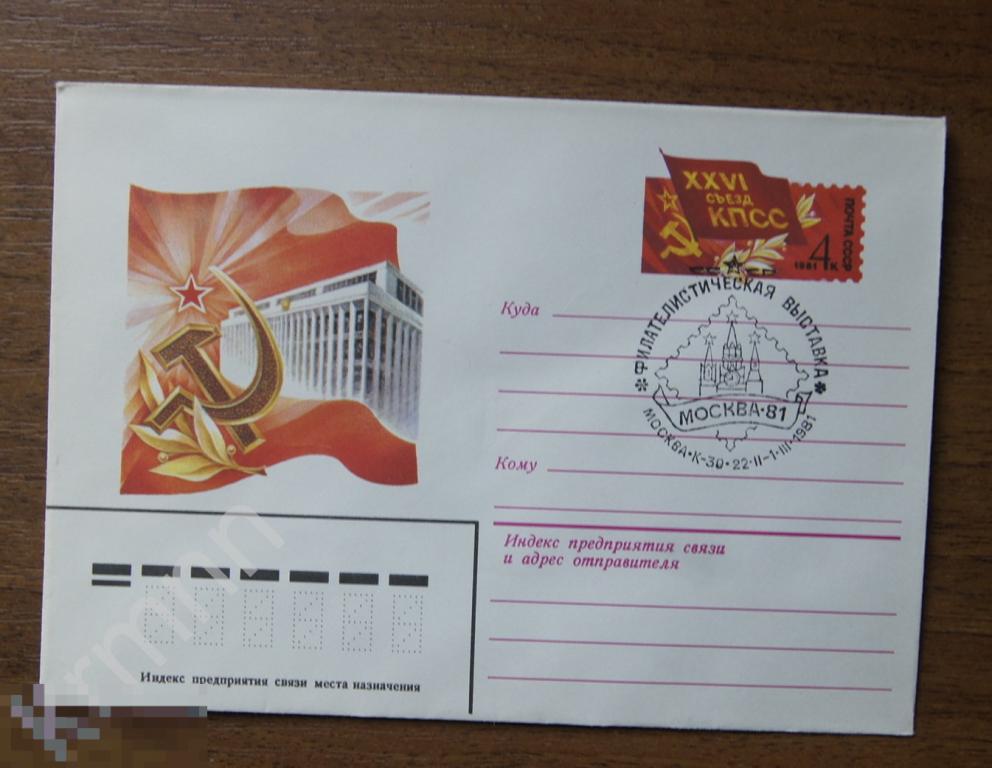 XXVI
СЪЕЗД
КПСС
ПОЧТА СССР
1981 4К
ФИЛАТЕЛИСТИЧЕСКАЯ ВЫСТАВКА
МОСКВА·81
МОСКВА·К-30·22·II-1·III·1981
Куда
Кому
Индекс предприятия связи
и адрес отправителя
Индекс предприятия связи места назначения